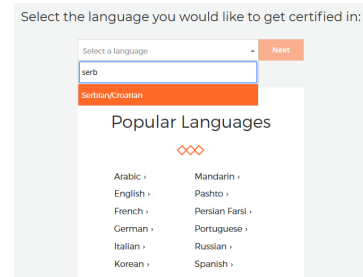 Select the language you would like to get certified in:
Select a language
Next
serb
Serbian/Croatian
Popular Languages
Arabic ›
Mandarin ›
English ›
Pashto ›
French ›
Persian Farsi ›
German ›
Portuguese ›
Italian ›
Russian ›
Korean ›
Spanish ›